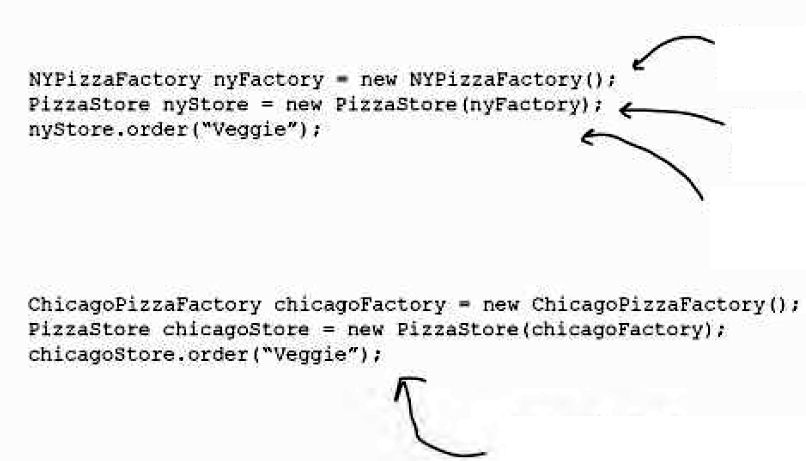 NYPizzaFactory nyFactory = new NYPizzaFactory();
PizzaStore nyStore = new PizzaStore(nyFactory);
nyStore.order(“Veggie”);
ChicagoPizzaFactory chicagoFactory = new ChicagoPizzaFactory();
PizzaStore chicagoStore = new PizzaStore(chicagoFactory);
chicagoStore.order(“Veggie”);